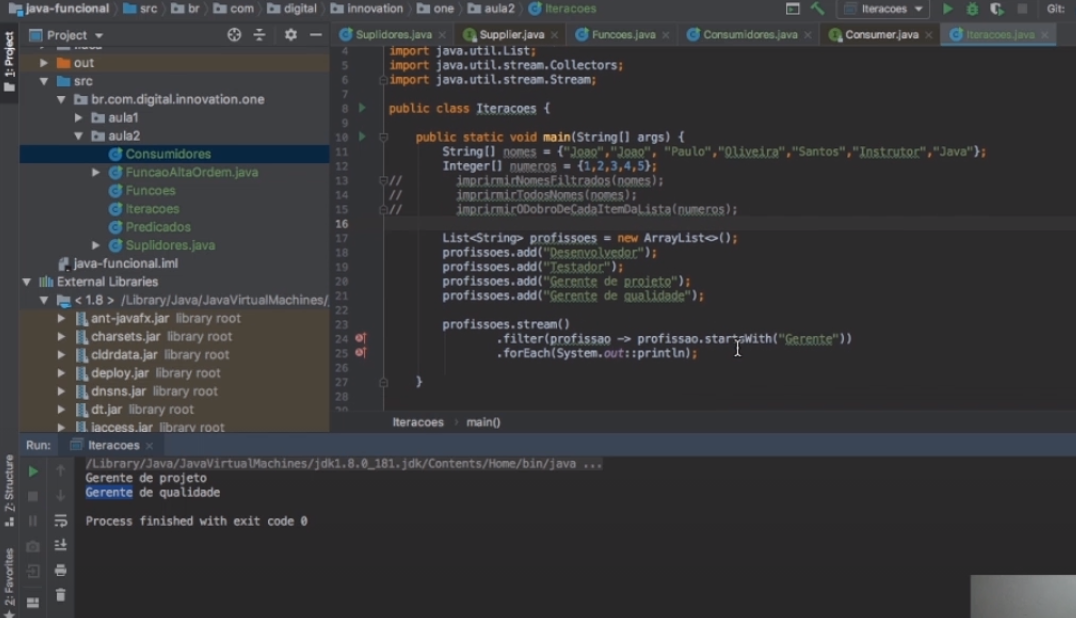 java-funcional src br com digital innovation one aula2 Iteracoes Iteracoes Git:
Project
Suplidores.java Supplier.java Funcoes.java Consumidores.java Consumer.java Iteracoes.java
1: Project
out
src
br.com.digital.innovation.one
aula1
aula2
Consumidores
FuncaoAltaOrdem.java
Funcoes
Iteracoes
Predicados
Suplidores.java
java-funcional.iml
External Libraries
< 1.8 > /Library/Java/JavaVirtualMachines/
ant-javafx.jar library root
charsets.jar library root
cldrdata.jar library root
deploy.jar library root
dnsns.jar library root
dt.jar library root
jaccess.jar library root
4 import java.util.List;
5 import java.util.stream.Collectors;
6 import java.util.stream.Stream;
7
8 public class Iteracoes {
9
10 public static void main(String[] args) {
11 String[] nomes = {"Joao","Joao", "Paulo","Oliveira","Santos","Instrutor","Java"};
12 Integer[] numeros = {1,2,3,4,5};
13 // imprirmirNomesFiltrados(nomes);
14 // imprirmirTodosNomes(nomes);
15 // imprirmirODobroDeCadaItemDaLista(numeros);
16
17 List<String> profissoes = new ArrayList<>();
18 profissoes.add("Desenvolvedor");
19 profissoes.add("Testador");
20 profissoes.add("Gerente de projeto");
21 profissoes.add("Gerente de qualidade");
22
23 profissoes.stream()
24 .filter(profissao -> profissao.startsWith("Gerente"))
25 .forEach(System.out::println);
26
27 }
28
Iteracoes > main()
Run: Iteracoes
/Library/Java/JavaVirtualMachines/jdk1.8.0_181.jdk/Contents/Home/bin/java ...
Gerente de projeto
Gerente de qualidade
Process finished with exit code 0
Z: Structure
2: Favorites